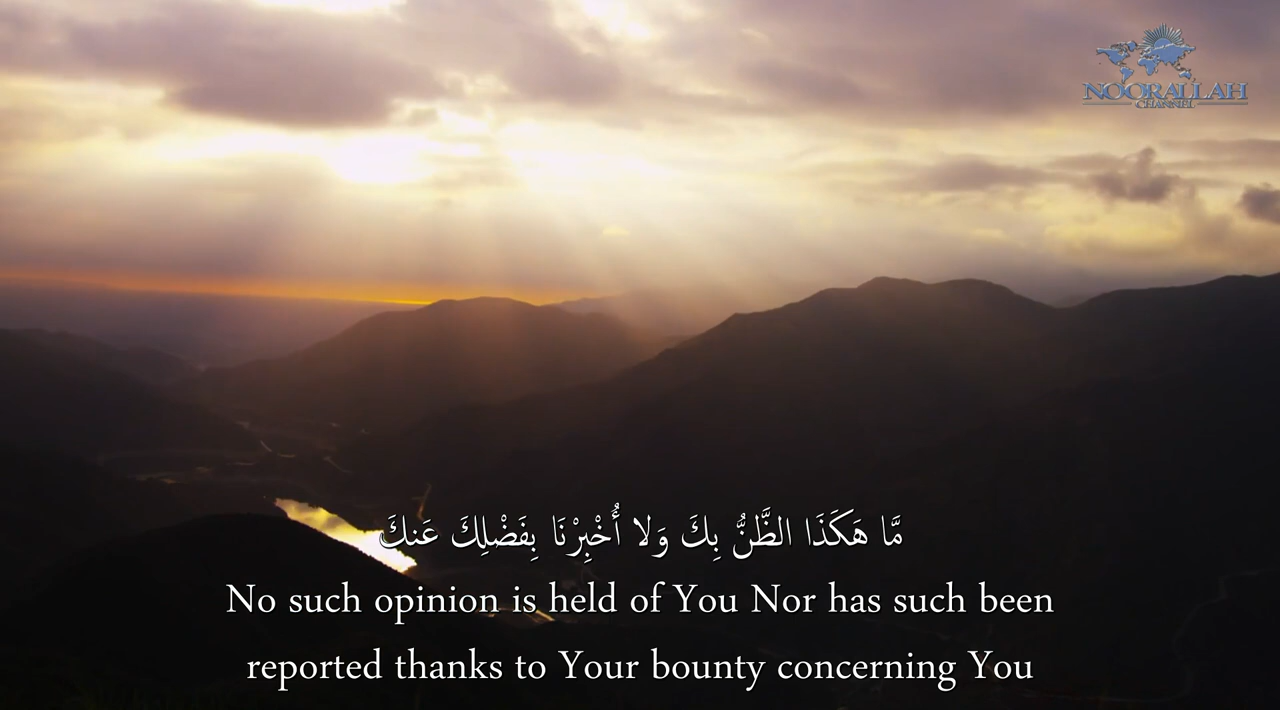 NOORALLAH
CHANNEL
مَّا هَكَذَا الظَّنُّ بِكَ وَلا أُخْبِرْنَا بِفَضْلِكَ عَنكَ
No such opinion is held of You Nor has such been
reported thanks to Your bounty concerning You